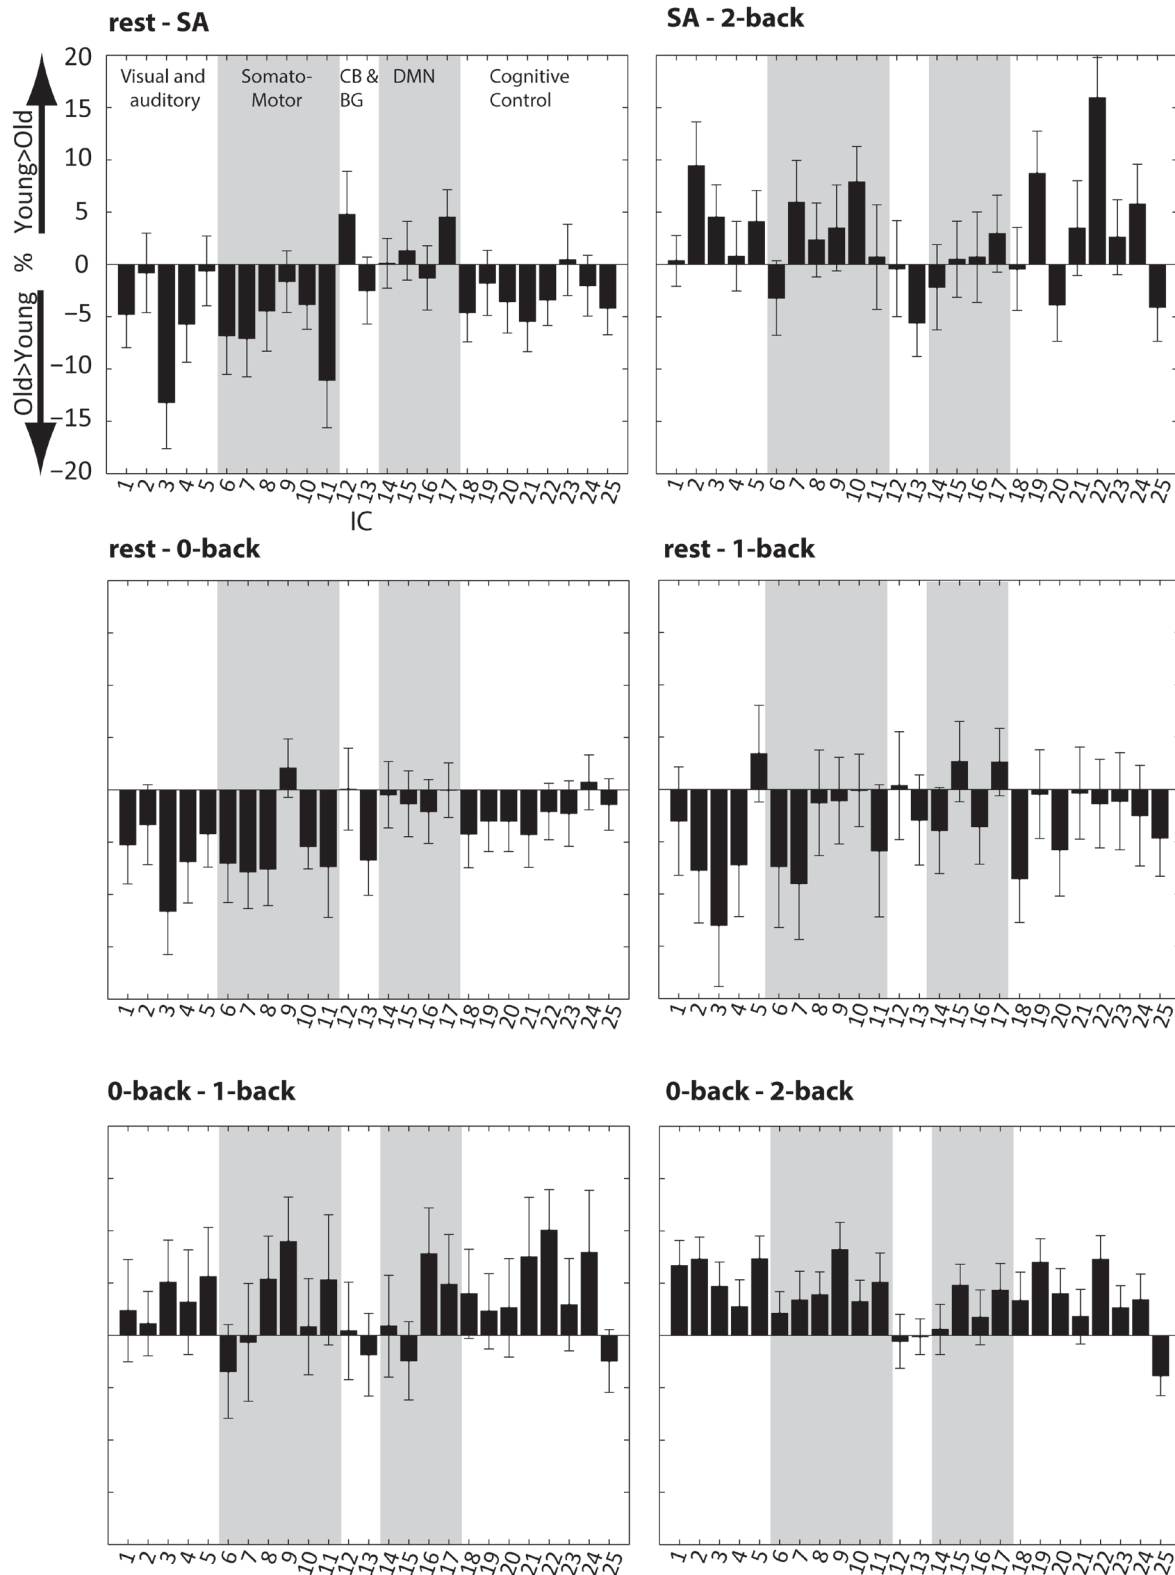 rest - SA
SA - 2-back
Old>Young % Young>Old
20
15
10
5
0
−5
−10
−15
−20
Visual and
auditory
Somato-
Motor
CB &
BG
DMN
Cognitive
Control
1 2 3 4 5 6 7 8 9 10 11 12 13 14 15 16 17 18 19 20 21 22 23 24 25
IC
1 2 3 4 5 6 7 8 9 10 11 12 13 14 15 16 17 18 19 20 21 22 23 24 25
rest - 0-back
rest - 1-back
1 2 3 4 5 6 7 8 9 10 11 12 13 14 15 16 17 18 19 20 21 22 23 24 25
1 2 3 4 5 6 7 8 9 10 11 12 13 14 15 16 17 18 19 20 21 22 23 24 25
0-back - 1-back
0-back - 2-back
1 2 3 4 5 6 7 8 9 10 11 12 13 14 15 16 17 18 19 20 21 22 23 24 25
1 2 3 4 5 6 7 8 9 10 11 12 13 14 15 16 17 18 19 20 21 22 23 24 25